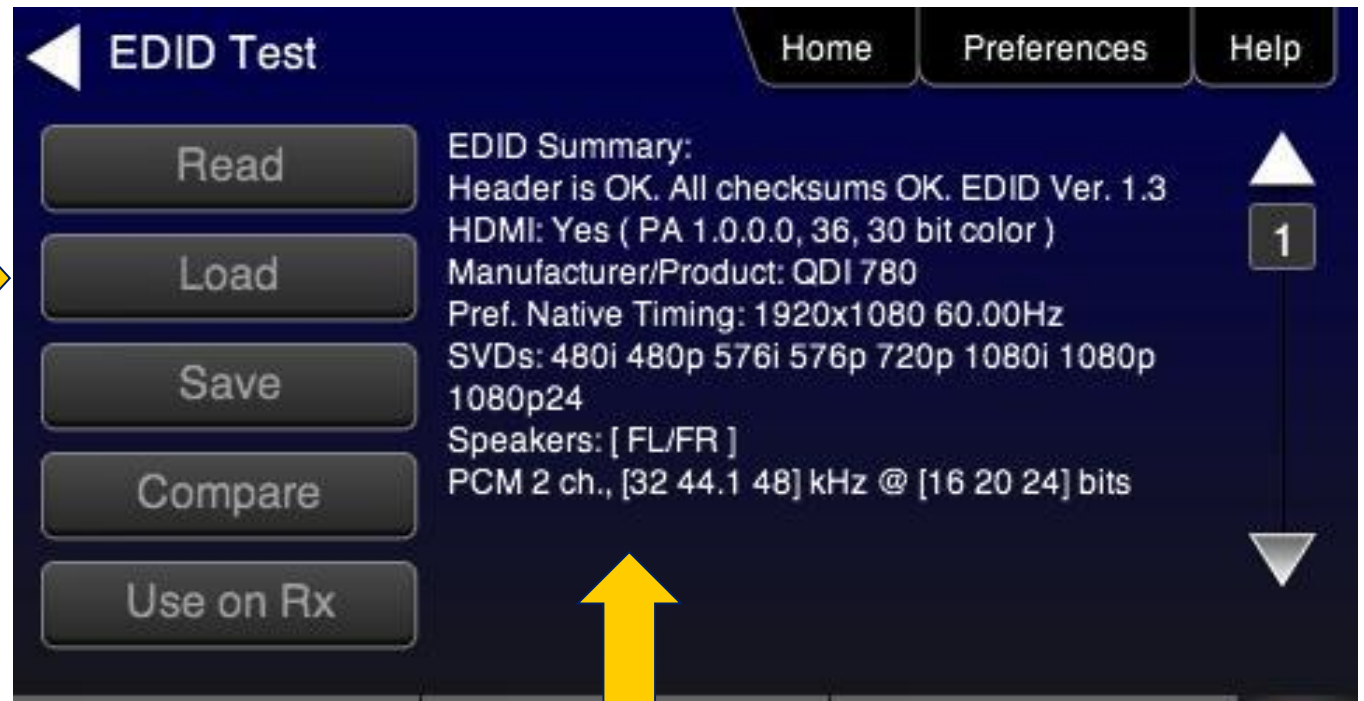 EDID Test
Home
Preferences
Help
Read
Load
Save
Compare
Use on Rx
EDID Summary:
Header is OK. All checksums OK. EDID Ver. 1.3
HDMI: Yes ( PA 1.0.0.0, 36, 30 bit color )
Manufacturer/Product: QDI 780
Pref. Native Timing: 1920x1080 60.00Hz
SVDs: 480i 480p 576i 576p 720p 1080i 1080p
1080p24
Speakers: [ FL/FR ]
PCM 2 ch., [32 44.1 48] kHz @ [16 20 24] bits
1